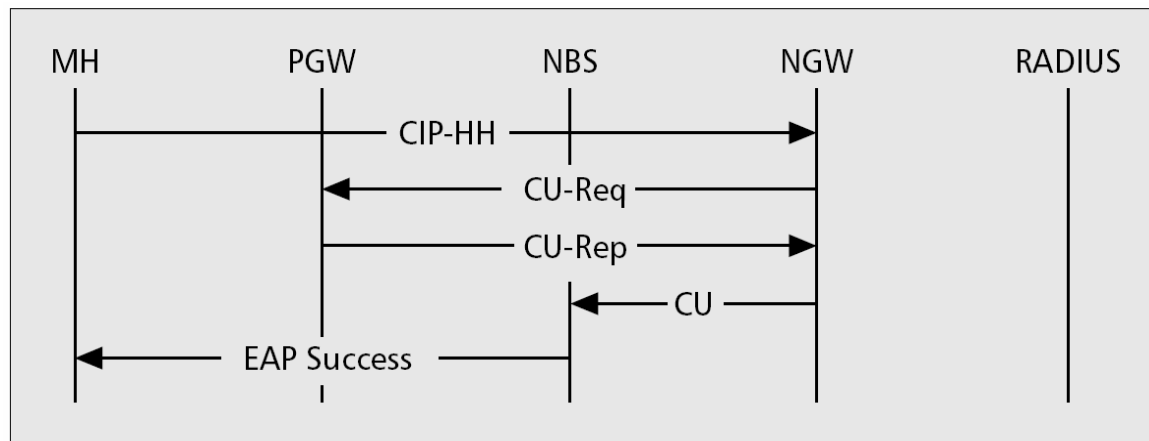 MH PGW NBS NGW RADIUS
CIP-HH
CU-Req
CU-Rep
CU
EAP Success